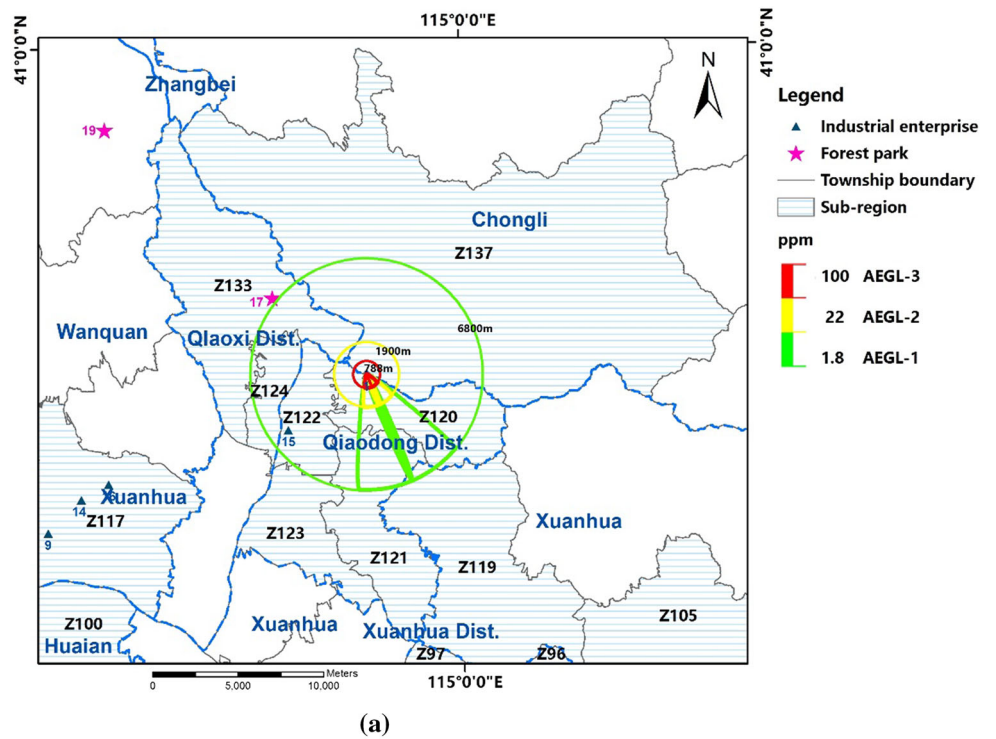 115°0'0"E
41°0'0"N
41°0'0"N
Zhangbei
N
19
Legend
Industrial enterprise
Forest park
Township boundary
Sub-region
ppm
100 AEGL-3
22 AEGL-2
1.8 AEGL-1
Chongli
Z137
Z133
17
6800m
Wanquan
QIaoxi Dist.
1900m
788m
Z124
Z122
Z120
15
Qiaodong Dist.
Xuanhua
14
Z117
9
Xuanhua
Z123
Z121
Z119
Z105
Z100
Xuanhua
Xuanhua Dist.
Huaian
Z97
Z96
Meters
0 5,000 10,000
115°0'0"E
(a)